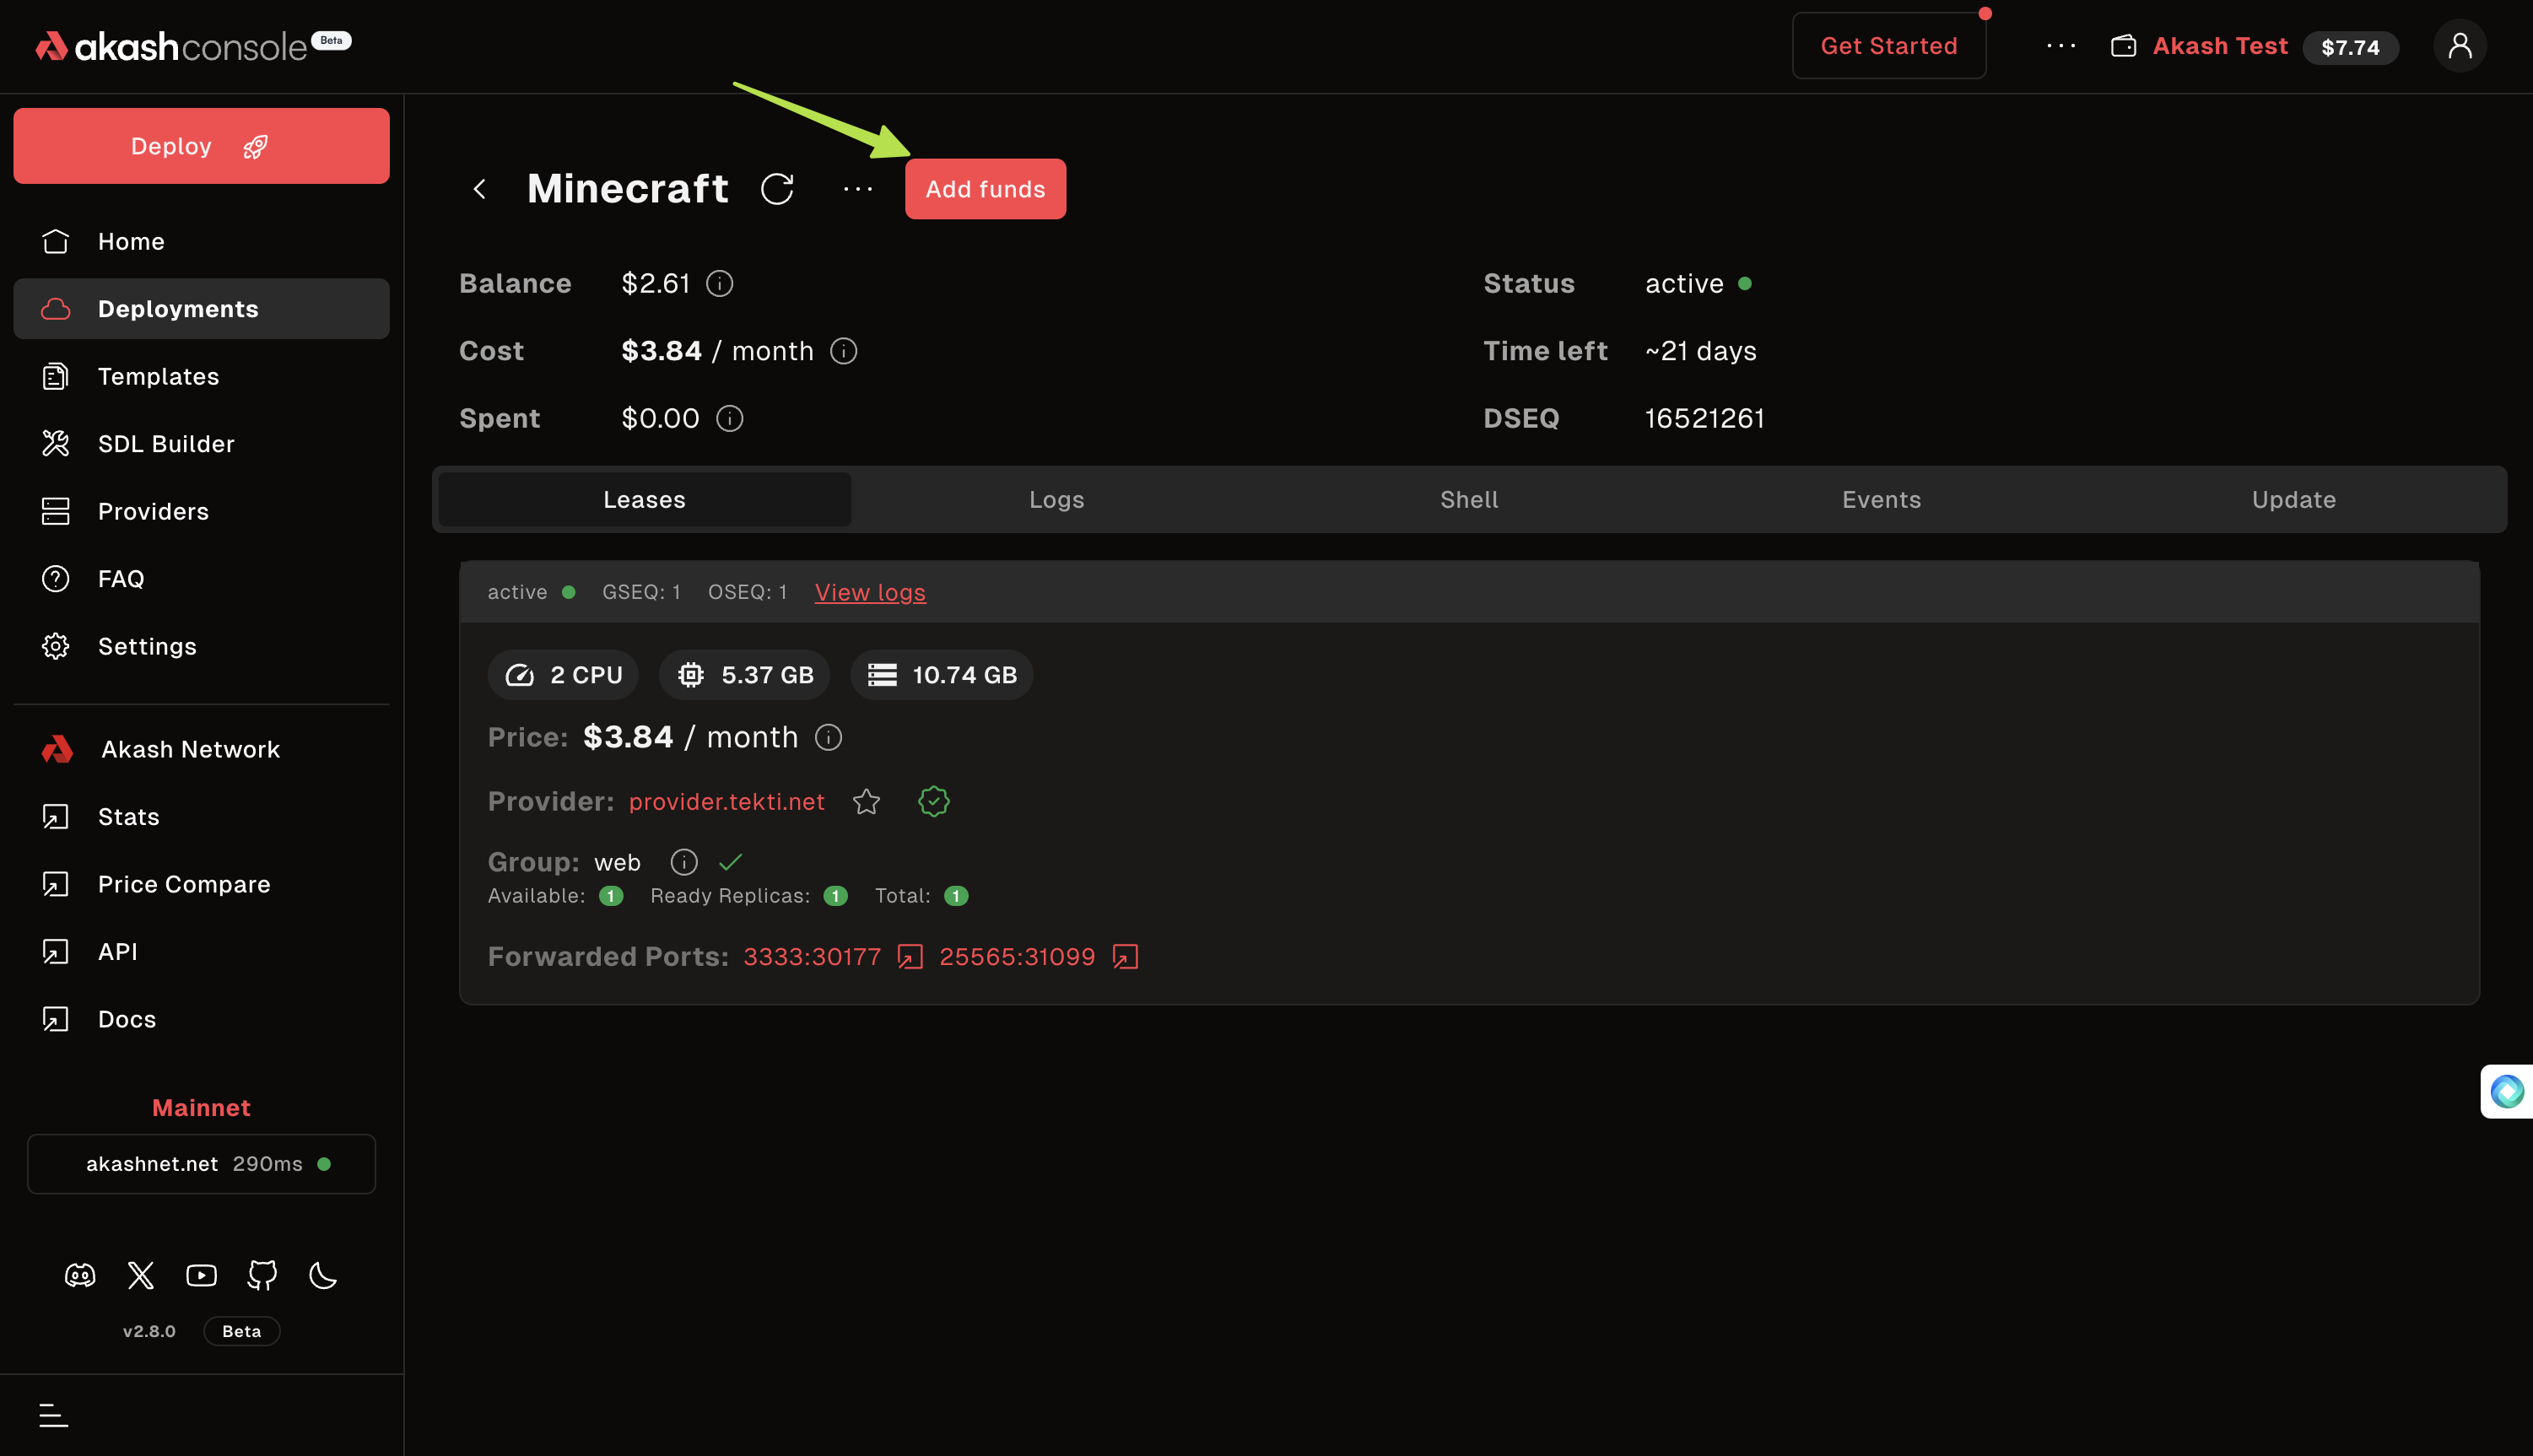 akashconsole Beta
Get Started
Akash Test $7.74
Deploy
Home
Deployments
Templates
SDL Builder
Providers
FAQ
Settings
Akash Network
Stats
Price Compare
API
Docs
Mainnet
akashnet.net 290ms
v2.8.0 Beta
Minecraft
Add funds
Balance $2.61
Status active
Cost $3.84 / month
Time left ~21 days
Spent $0.00
DSEQ 16521261
Leases Logs Shell Events Update
active GSEQ: 1 OSEQ: 1 View logs
2 CPU 5.37 GB 10.74 GB
Price: $3.84 / month
Provider: provider.tekti.net
Group: web
Available: 1 Ready Replicas: 1 Total: 1
Forwarded Ports: 3333:30177 25565:31099